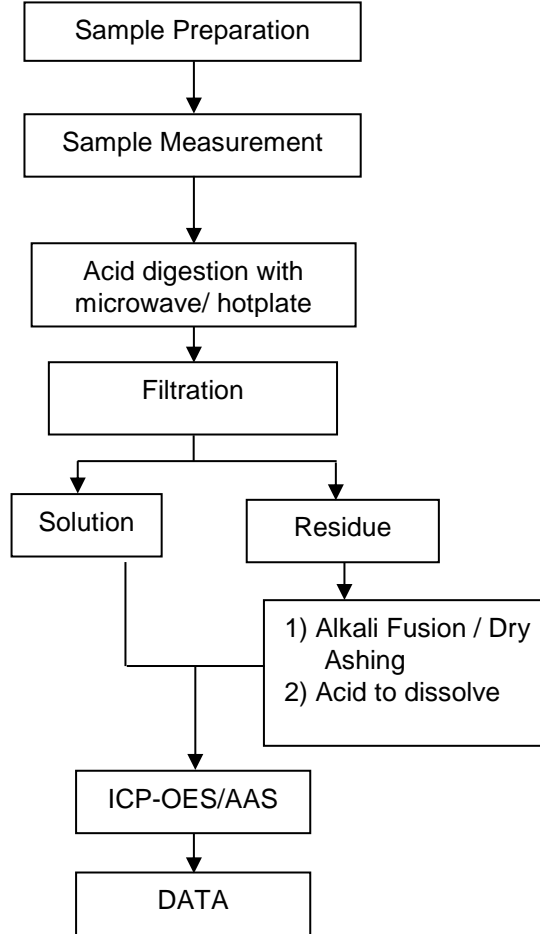 Sample Preparation
Sample Measurement
Acid digestion with
microwave/ hotplate
Filtration
Solution
Residue
1) Alkali Fusion / Dry
Ashing
2) Acid to dissolve
ICP-OES/AAS
DATA